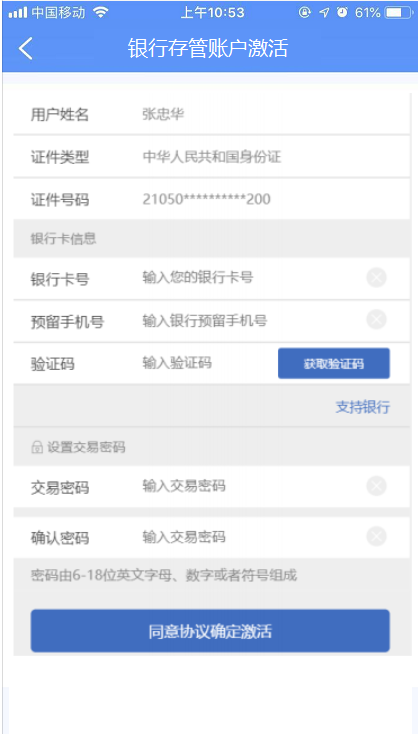 中国移动 上午10:53 61%
银行存管账户激活
用户姓名 张忠华
证件类型 中华人民共和国身份证
证件号码 21050**********200
银行卡信息
银行卡号 输入您的银行卡号
预留手机号 输入银行预留手机号
验证码 输入验证码 获取验证码
支持银行
设置交易密码
交易密码 输入交易密码
确认密码 输入交易密码
密码由6-18位英文字母、数字或者符号组成
同意协议确定激活